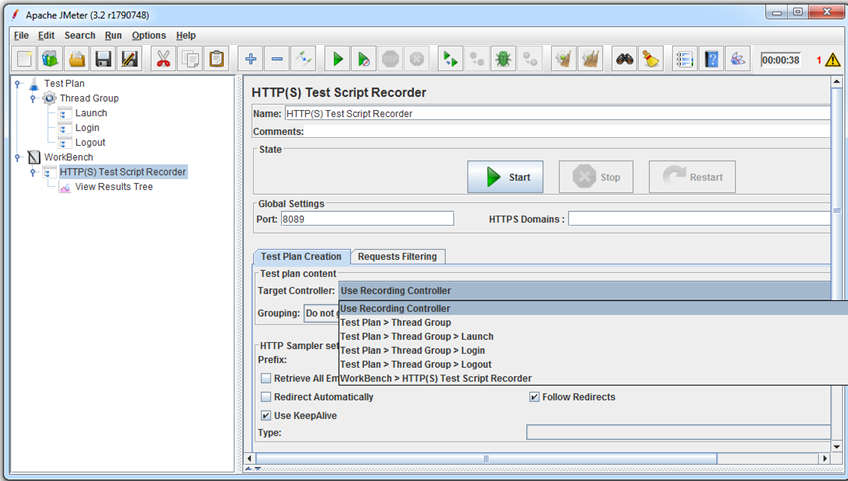 Apache JMeter (3.2 r1790748)
File Edit Search Run Options Help
00:00:38 1
Test Plan
Thread Group
Launch
Login
Logout
WorkBench
HTTP(S) Test Script Recorder
View Results Tree
HTTP(S) Test Script Recorder
Name: HTTP(S) Test Script Recorder
Comments:
State
Start Stop Restart
Global Settings
Port: 8089 HTTPS Domains :
Test Plan Creation Requests Filtering
Test plan content
Target Controller: Use Recording Controller
Use Recording Controller
Grouping: Do not
Test Plan > Thread Group
Test Plan > Thread Group > Launch
HTTP Sampler set
Test Plan > Thread Group > Login
Prefix:
Test Plan > Thread Group > Logout
Retrieve All Em
WorkBench > HTTP(S) Test Script Recorder
Redirect Automatically Follow Redirects
Use KeepAlive
Type: